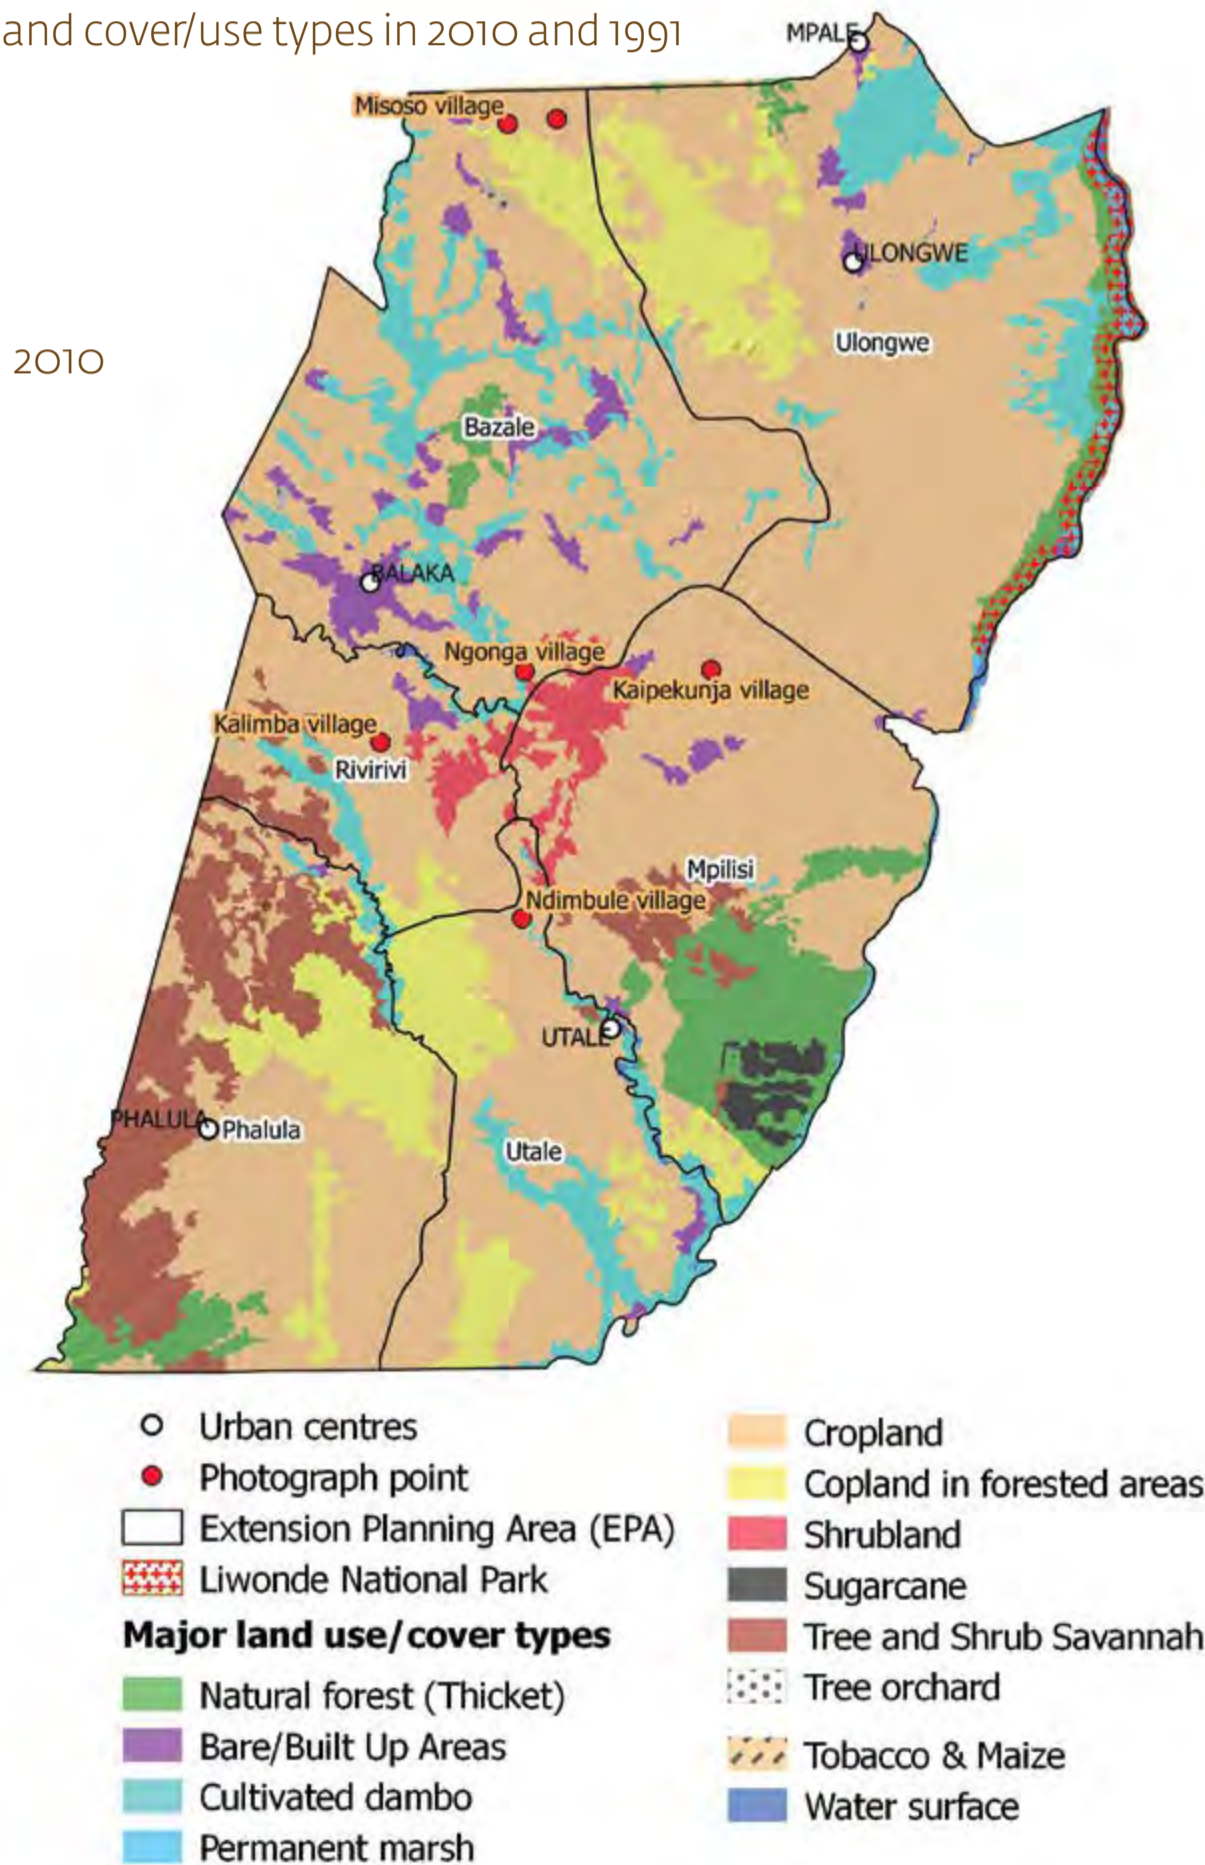 and cover/use types in 2010 and 1991
MPALE
Misoso village
ULONGWE
Ulongwe
2010
Bazale
BALAKA
Ngonga village
Kaipekunja village
Kalimba village
Rivirivi
Mpilisi
Ndimbule village
UTALE
PHALULA
Phalula
Utale
Urban centres
Photograph point
Extension Planning Area (EPA)
Liwonde National Park
Major land use/cover types
Natural forest (Thicket)
Bare/Built Up Areas
Cultivated dambo
Permanent marsh
Cropland
Copland in forested areas
Shrubland
Sugarcane
Tree and Shrub Savannah
Tree orchard
Tobacco & Maize
Water surface